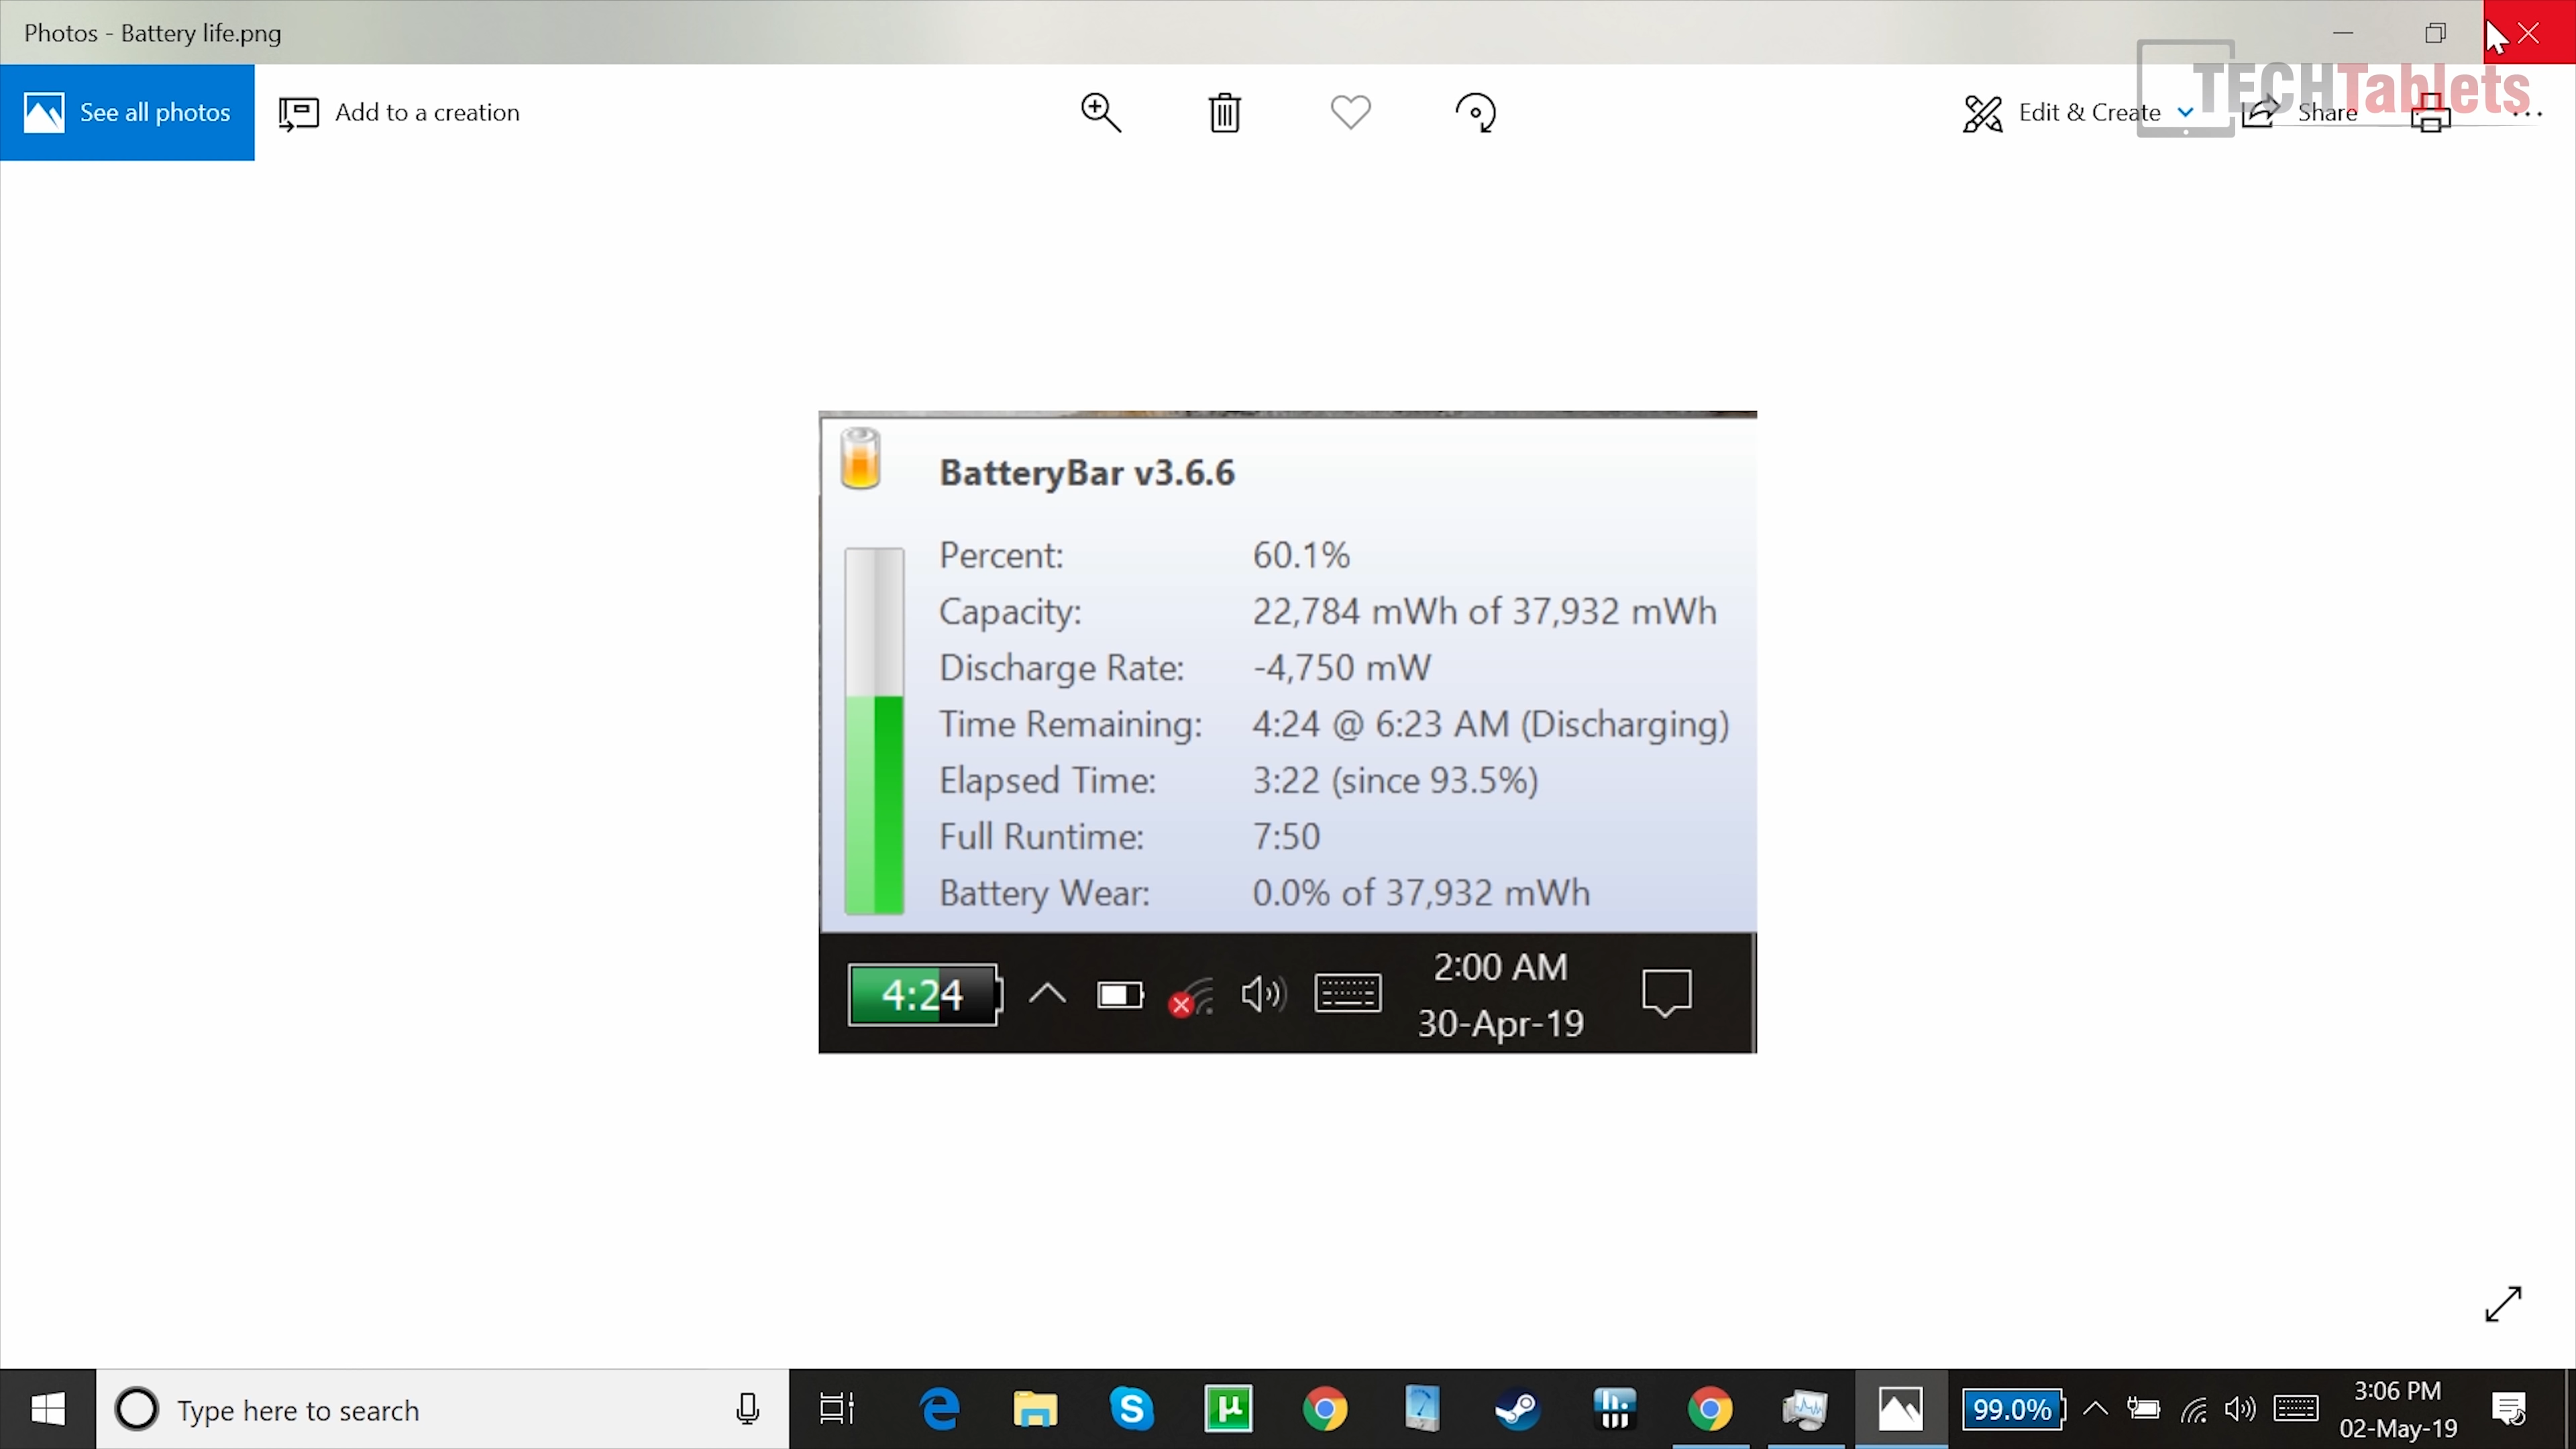 Photos - Battery life.png
See all photos
Add to a creation
Edit & Create
Share
TECHTablets
BatteryBar v3.6.6
Percent: 60.1%
Capacity: 22,784 mWh of 37,932 mWh
Discharge Rate: -4,750 mW
Time Remaining: 4:24 @ 6:23 AM (Discharging)
Elapsed Time: 3:22 (since 93.5%)
Full Runtime: 7:50
Battery Wear: 0.0% of 37,932 mWh
4:24
2:00 AM
30-Apr-19
Type here to search
99.0%
3:06 PM
02-May-19